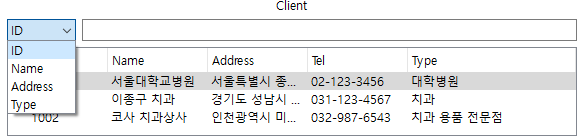 Client
ID
ID
Name
Address
Type
Name Address Tel Type
서울대학교병원 서울특별시 종... 02-123-3456 대학병원
이종구 치과 경기도 성남시 ... 031-123-4567 치과
1002 코사 치과상사 인천광역시 미... 032-987-6543 치과 용품 전문점